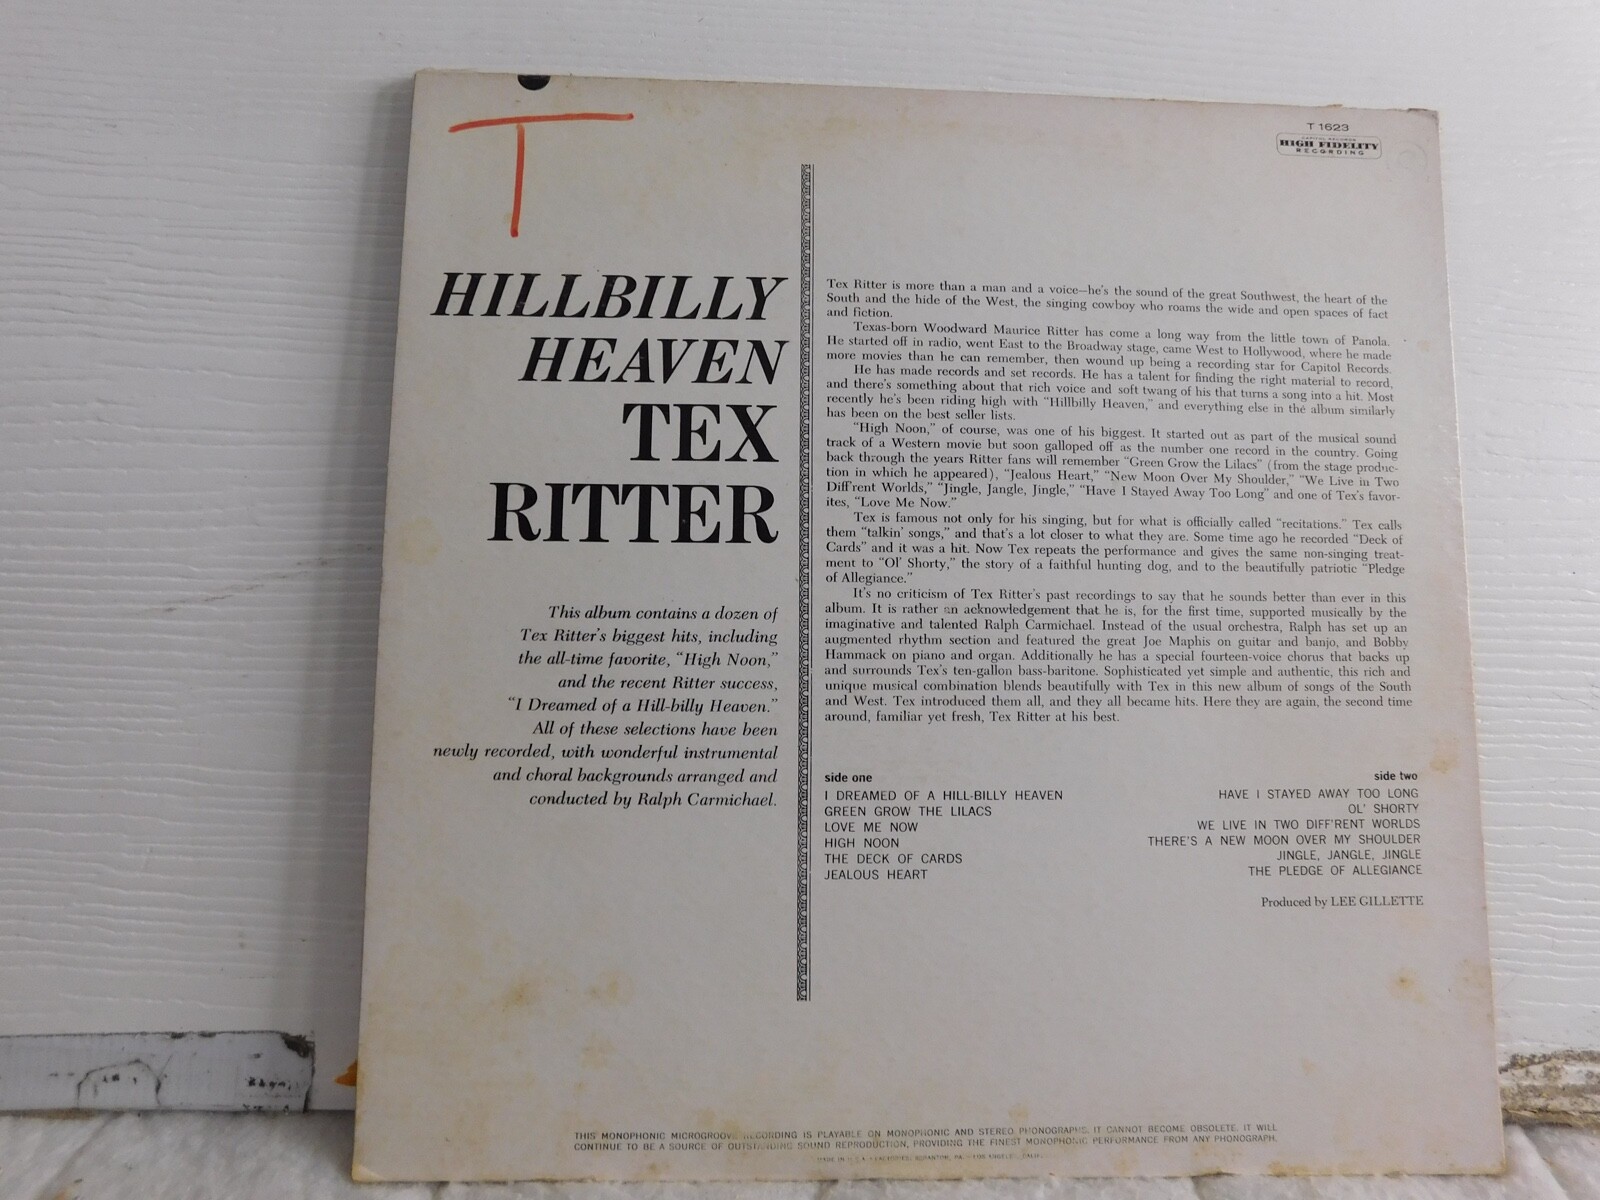 T
T 1623
CAPITOL RECORDS
HIGH FIDELITY
RECORDING
HILLBILLY
HEAVEN
TEX
RITTER
This album contains a dozen of
Tex Ritter's biggest hits, including
the all-time favorite, “High Noon,”
and the recent Ritter success,
“I Dreamed of a Hill-billy Heaven.”
All of these selections have been
newly recorded, with wonderful instrumental
and choral backgrounds arranged and
conducted by Ralph Carmichael.
Tex Ritter is more than a man and a voice—he's the sound of the great Southwest, the heart of the
South and the hide of the West, the singing cowboy who roams the wide and open spaces of fact
and fiction.
Texas-born Woodward Maurice Ritter has come a long way from the little town of Panola.
He started off in radio, went East to the Broadway stage, came West to Hollywood, where he made
more movies than he can remember, then wound up being a recording star for Capitol Records.
He has made records and set records. He has a talent for finding the right material to record,
and there's something about that rich voice and soft twang of his that turns a song into a hit. Most
recently he's been riding high with “Hillbilly Heaven,” and everything else in the album similarly
has been on the best seller lists.
“High Noon,” of course, was one of his biggest. It started out as part of the musical sound
track of a Western movie but soon galloped off as the number one record in the country. Going
back through the years Ritter fans will remember “Green Grow the Lilacs” (from the stage produc-
tion in which he appeared), “Jealous Heart,” “New Moon Over My Shoulder,” “We Live in Two
Diff'rent Worlds,” “Jingle, Jangle, Jingle,” “Have I Stayed Away Too Long” and one of Tex's favor-
ites, “Love Me Now.”
Tex is famous not only for his singing, but for what is officially called “recitations.” Tex calls
them “talkin' songs,” and that's a lot closer to what they are. Some time ago he recorded “Deck of
Cards” and it was a hit. Now Tex repeats the performance and gives the same non-singing treat-
ment to “Ol' Shorty,” the story of a faithful hunting dog, and to the beautifully patriotic “Pledge
of Allegiance.”
It's no criticism of Tex Ritter's past recordings to say that he sounds better than ever in this
album. It is rather an acknowledgement that he is, for the first time, supported musically by the
imaginative and talented Ralph Carmichael. Instead of the usual orchestra, Ralph has set up an
augmented rhythm section and featured the great Joe Maphis on guitar and banjo, and Bobby
Hammack on piano and organ. Additionally he has a special fourteen-voice chorus that backs up
and surrounds Tex's ten-gallon bass-baritone. Sophisticated yet simple and authentic, this rich and
unique musical combination blends beautifully with Tex in this new album of songs of the South
and West. Tex introduced them all, and they all became hits. Here they are again, the second time
around, familiar yet fresh, Tex Ritter at his best.
side one
I DREAMED OF A HILL-BILLY HEAVEN
GREEN GROW THE LILACS
LOVE ME NOW
HIGH NOON
THE DECK OF CARDS
JEALOUS HEART
side two
HAVE I STAYED AWAY TOO LONG
OL' SHORTY
WE LIVE IN TWO DIFF'RENT WORLDS
THERE'S A NEW MOON OVER MY SHOULDER
JINGLE, JANGLE, JINGLE
THE PLEDGE OF ALLEGIANCE
Produced by LEE GILLETTE
THIS MONOPHONIC MICROGROOVE RECORDING IS PLAYABLE ON MONOPHONIC AND STEREO PHONOGRAPHS. IT CANNOT BECOME OBSOLETE. IT WILL
CONTINUE TO BE A SOURCE OF OUTSTANDING SOUND REPRODUCTION, PROVIDING THE FINEST MONOPHONIC PERFORMANCE FROM ANY PHONOGRAPH.
MADE IN U.S.A. SCRANTON, PA. LOS ANGELES, CALIF.